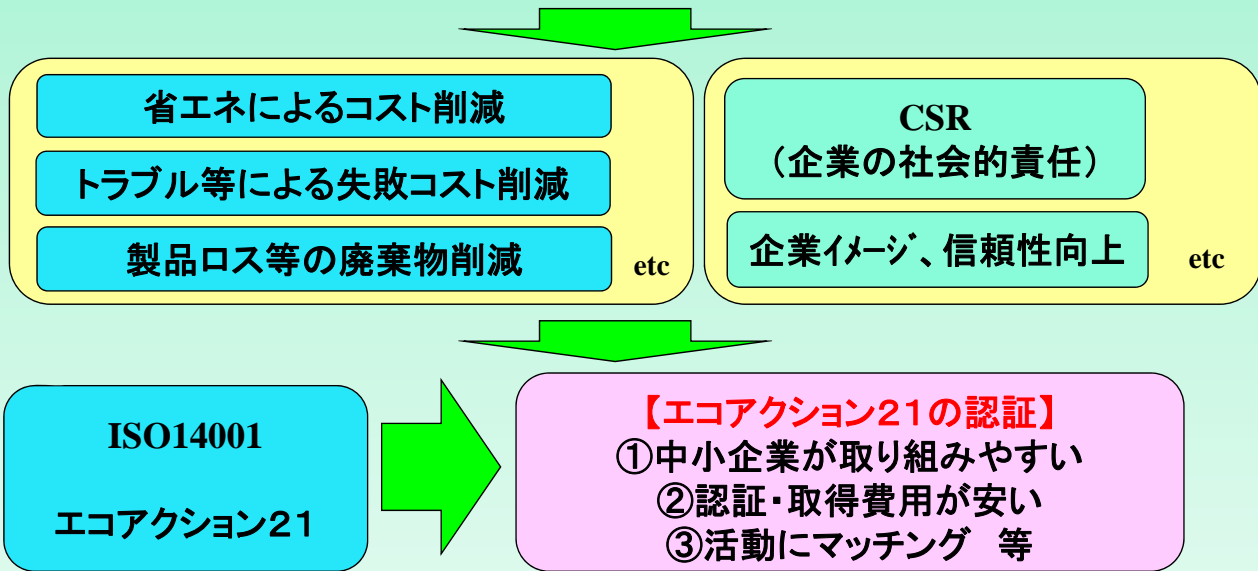 省エネによるコスト削減
トラブル等による失敗コスト削減
製品ロス等の廃棄物削減
etc
CSR
（企業の社会的責任）
企業ｲﾒｰｼﾞ、信頼性向上
etc
ISO14001
エコアクション２１
【エコアクション２１の認証】
①中小企業が取り組みやすい
②認証・取得費用が安い
③活動にマッチング　等